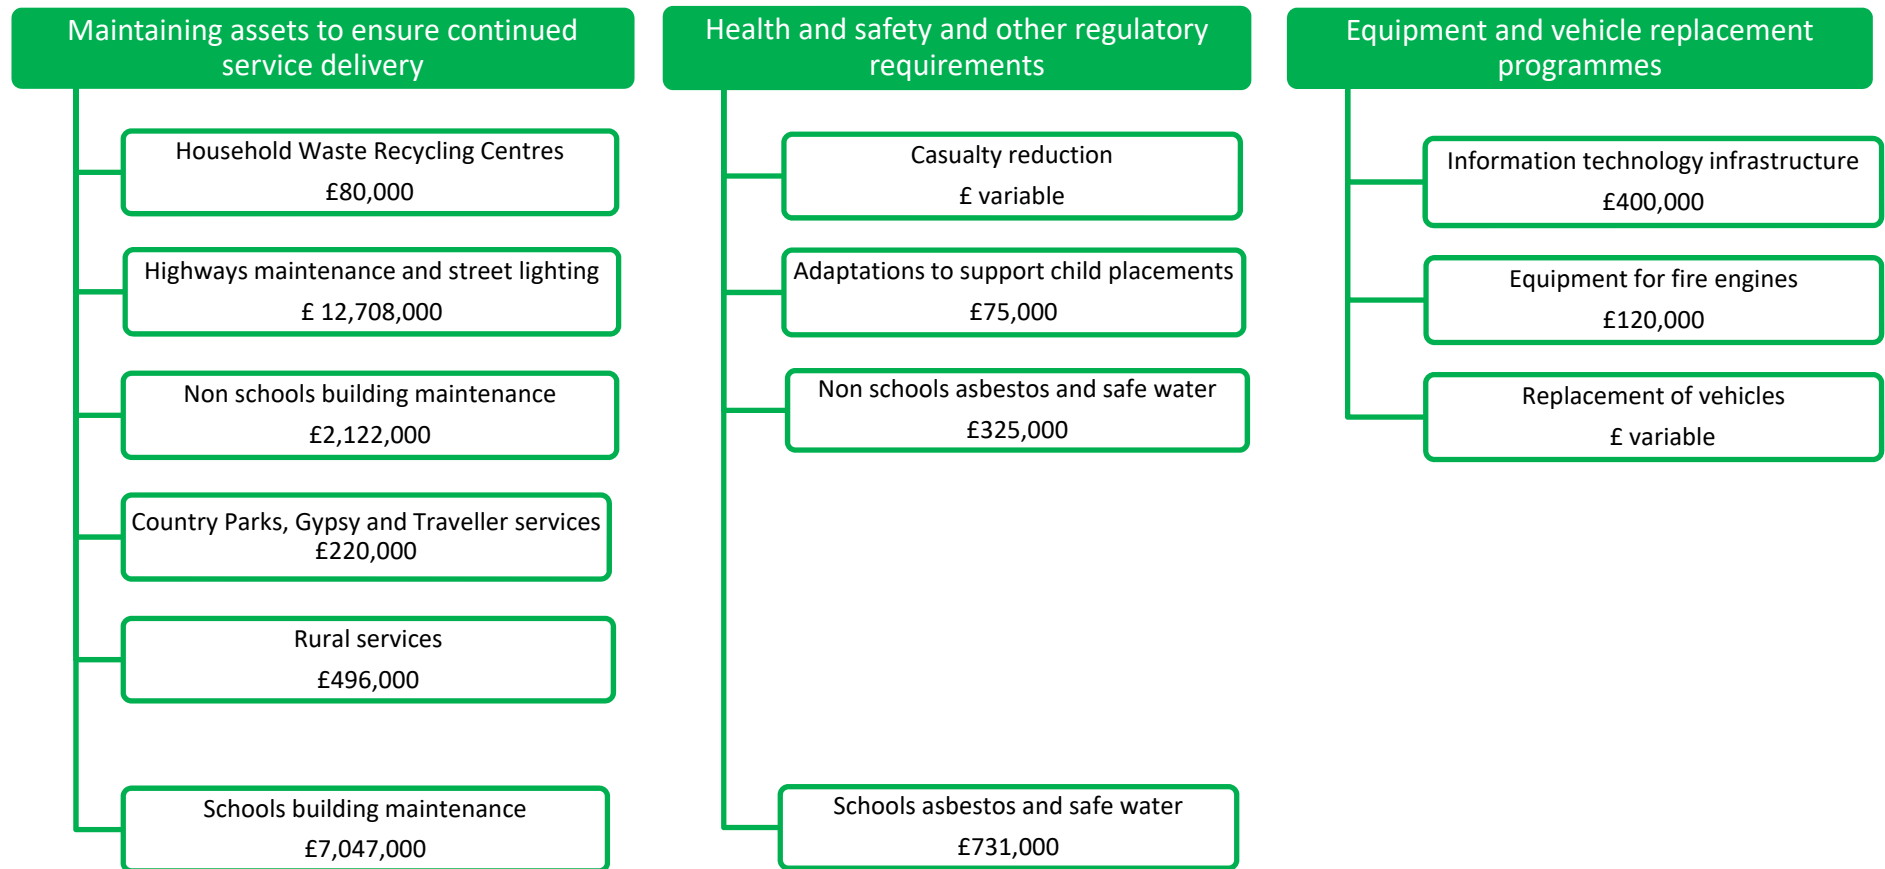 Maintaining assets to ensure continued
service delivery
Household Waste Recycling Centres
£80,000
Highways maintenance and street lighting
£ 12,708,000
Non schools building maintenance
£2,122,000
Country Parks, Gypsy and Traveller services
£220,000
Rural services
£496,000
Schools building maintenance
£7,047,000
Health and safety and other regulatory
requirements
Casualty reduction
£ variable
Adaptations to support child placements
£75,000
Non schools asbestos and safe water
£325,000
Schools asbestos and safe water
£731,000
Equipment and vehicle replacement
programmes
Information technology infrastructure
£400,000
Equipment for fire engines
£120,000
Replacement of vehicles
£ variable